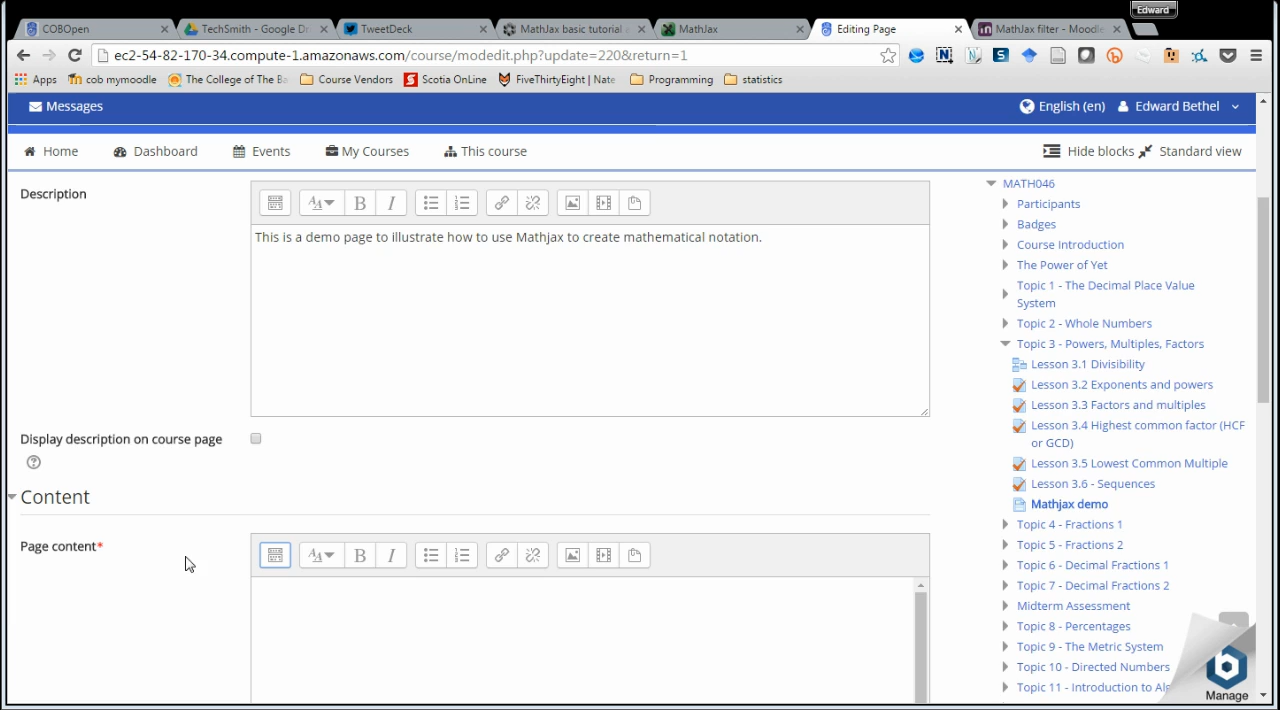 Edward
COBOpen
TechSmith - Google Dr
TweetDeck
MathJax basic tutorial a
MathJax
Editing Page
MathJax filter - Moodle
ec2-54-82-170-34.compute-1.amazonaws.com/course/modedit.php?update=220&return=1
Apps
cob mymoodle
The College of The Ba
Course Vendors
Scotia OnLine
FiveThirtyEight | Nate
Programming
statistics
Messages
English (en)
Edward Bethel
Home
Dashboard
Events
My Courses
This course
Hide blocks
Standard view
Description
This is a demo page to illustrate how to use Mathjax to create mathematical notation.
Display description on course page
Content
Page content*
MATH046
Participants
Badges
Course Introduction
The Power of Yet
Topic 1 - The Decimal Place Value
System
Topic 2 - Whole Numbers
Topic 3 - Powers, Multiples, Factors
Lesson 3.1 Divisibility
Lesson 3.2 Exponents and powers
Lesson 3.3 Factors and multiples
Lesson 3.4 Highest common factor (HCF
or GCD)
Lesson 3.5 Lowest Common Multiple
Lesson 3.6 - Sequences
Mathjax demo
Topic 4 - Fractions 1
Topic 5 - Fractions 2
Topic 6 - Decimal Fractions 1
Topic 7 - Decimal Fractions 2
Midterm Assessment
Topic 8 - Percentages
Topic 9 - The Metric System
Topic 10 - Directed Numbers
Topic 11 - Introduction to Alg
Manage